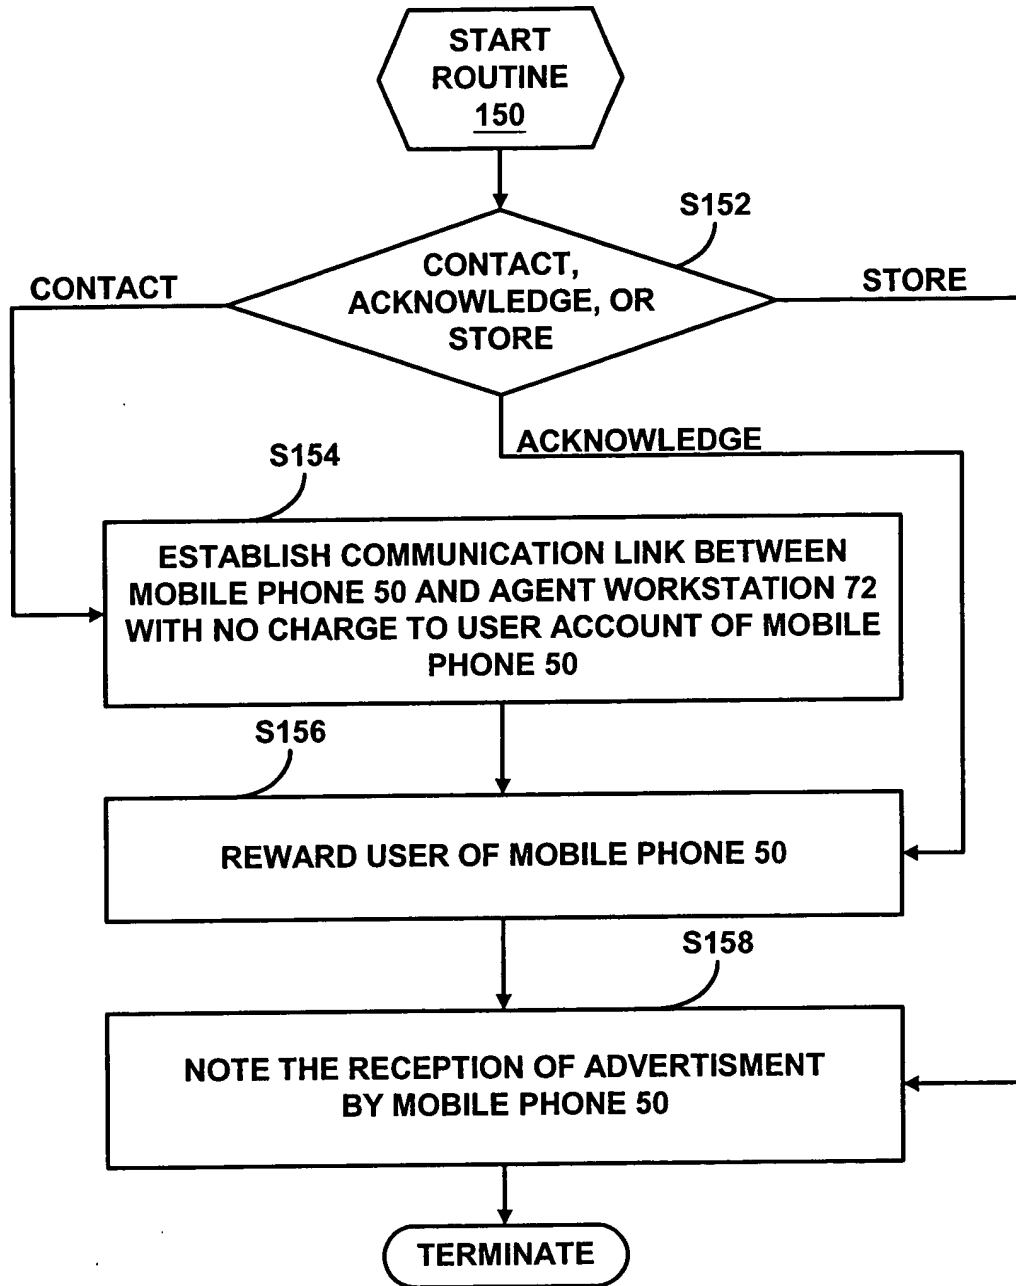 START
ROUTINE
150
S152
CONTACT
CONTACT,
ACKNOWLEDGE, OR
STORE
STORE
ACKNOWLEDGE
S154
ESTABLISH COMMUNICATION LINK BETWEEN
MOBILE PHONE 50 AND AGENT WORKSTATION 72
WITH NO CHARGE TO USER ACCOUNT OF MOBILE
PHONE 50
S156
REWARD USER OF MOBILE PHONE 50
S158
NOTE THE RECEPTION OF ADVERTISMENT
BY MOBILE PHONE 50
TERMINATE